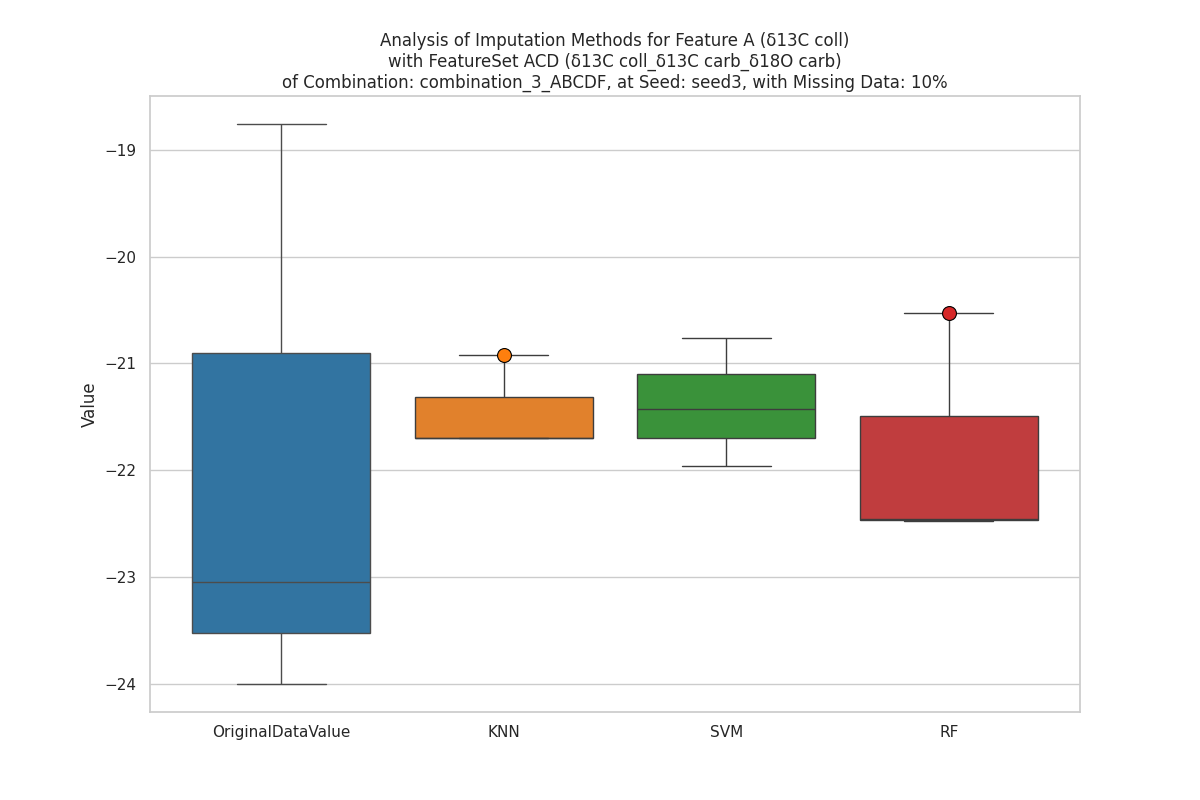 Analysis of Imputation Methods for Feature A (δ13C coll)
with FeatureSet ACD (δ13C coll_δ13C carb_δ18O carb)
of Combination: combination_3_ABCDF, at Seed: seed3, with Missing Data: 10%
Value
−19
−20
−21
−22
−23
−24
OriginalDataValue
KNN
SVM
RF